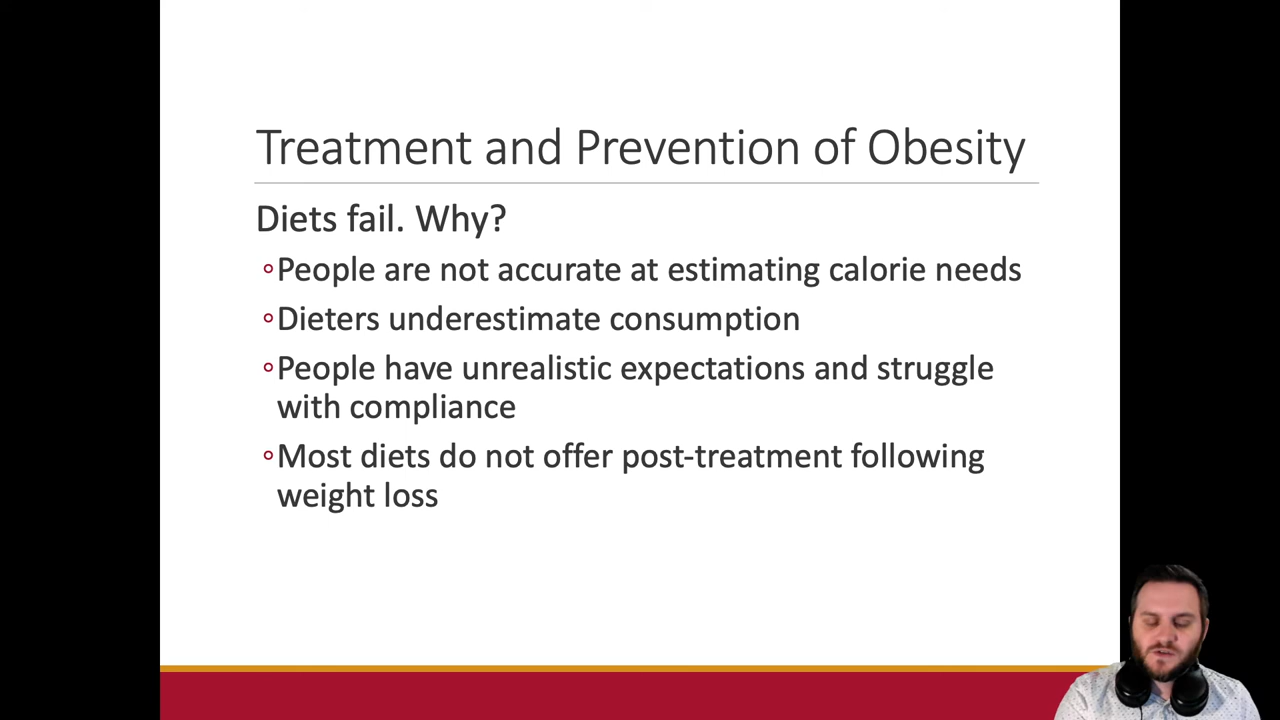 Treatment and Prevention of Obesity
Diets fail. Why?
◦People are not accurate at estimating calorie needs
◦Dieters underestimate consumption
◦People have unrealistic expectations and struggle
with compliance
◦Most diets do not offer post-treatment following
weight loss